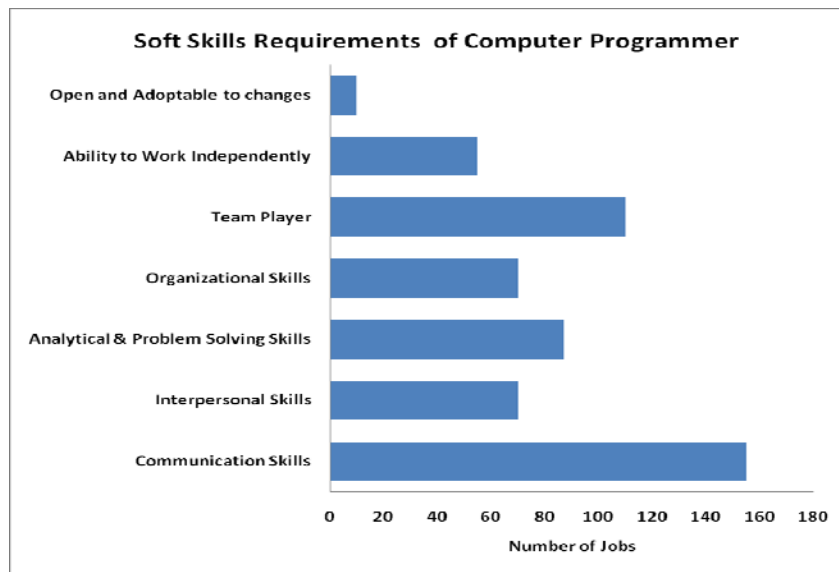 Soft Skills Requirements of Computer Programmer
Open and Adoptable to changes
Ability to Work Independently
Team Player
Organizational Skills
Analytical & Problem Solving Skills
Interpersonal Skills
Communication Skills
0 20 40 60 80 100 120 140 160 180
Number of Jobs